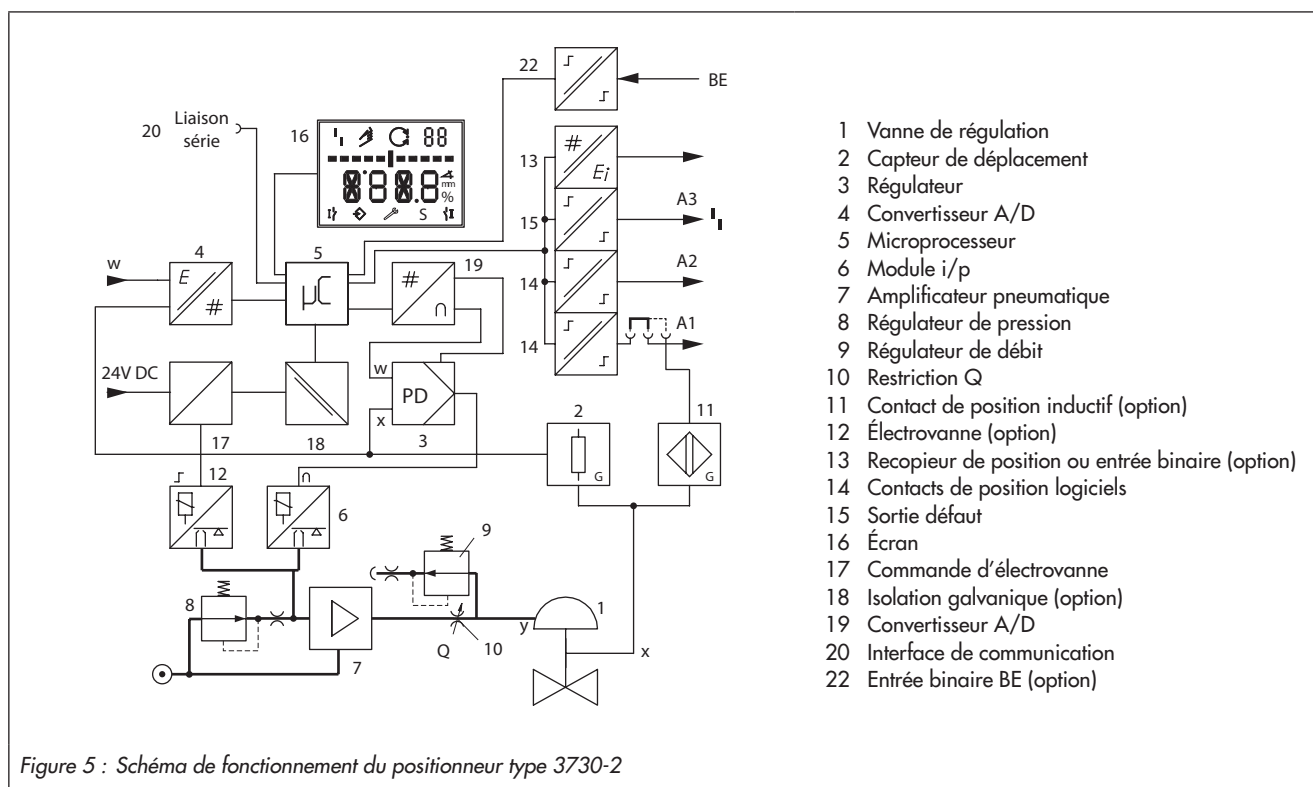 22
BE
20
Liaison
série
16
88
8.8
mm
%
S
13
#
Ei
15
A3
14
A2
14
A1
w
4
E
#
5
µC
19
#
∩
24V DC
17
18
w
PD
x
3
2
G
11
G
12
∩
6
8
7
9
Q
10
y
1
x
1 Vanne de régulation
2 Capteur de déplacement
3 Régulateur
4 Convertisseur A/D
5 Microprocesseur
6 Module i/p
7 Amplificateur pneumatique
8 Régulateur de pression
9 Régulateur de débit
10 Restriction Q
11 Contact de position inductif (option)
12 Électrovanne (option)
13 Recopieur de position ou entrée binaire (option)
14 Contacts de position logiciels
15 Sortie défaut
16 Écran
17 Commande d'électrovanne
18 Isolation galvanique (option)
19 Convertisseur A/D
20 Interface de communication
22 Entrée binaire BE (option)
Figure 5 : Schéma de fonctionnement du positionneur type 3730-2